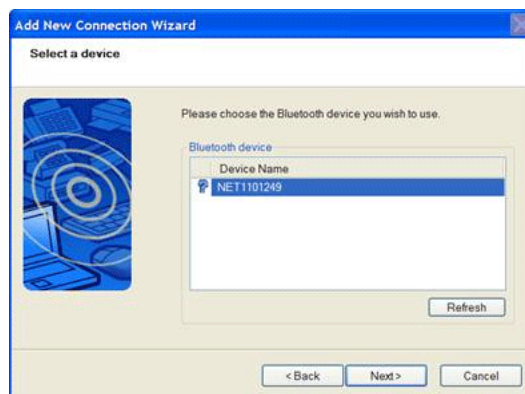 Add New Connection Wizard
Select a device
Please choose the Bluetooth device you wish to use.
Bluetooth device
Device Name
NET1101249
Refresh
< Back
Next >
Cancel